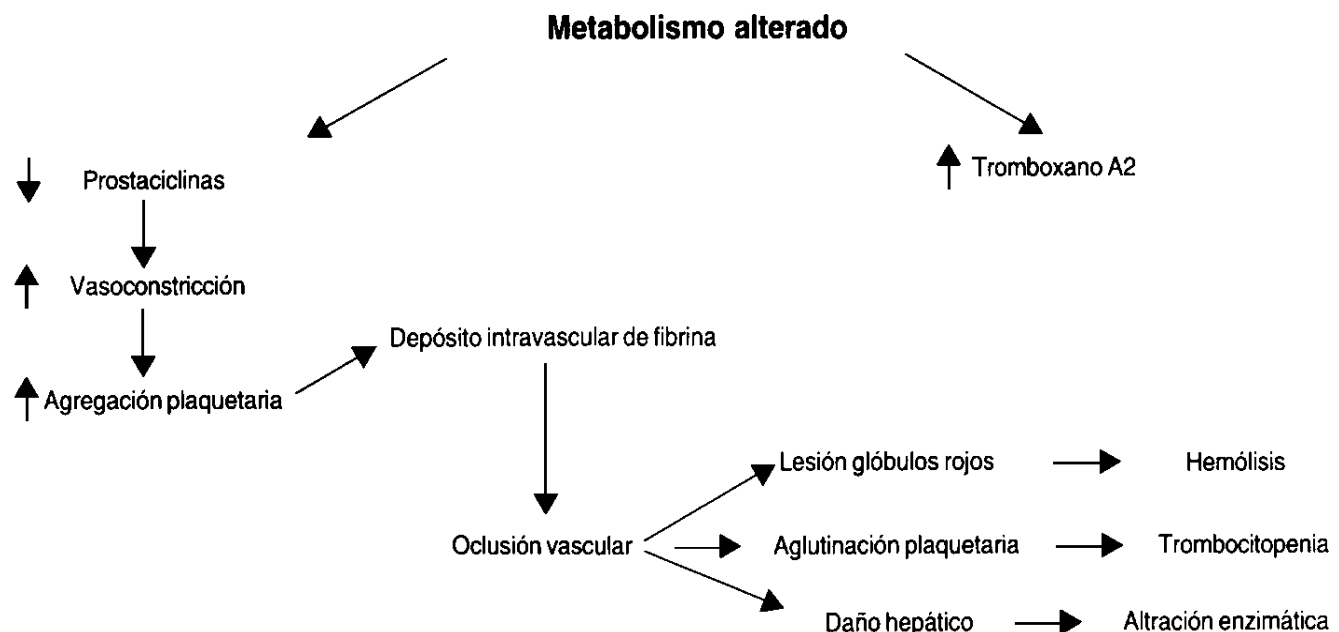 Metabolismo alterado
Prostaciclinas
Tromboxano A2
Vasoconstricción
Depósito intravascular de fibrina
Agregación plaquetaria
Lesión glóbulos rojos
Hemólisis
Oclusión vascular
Aglutinación plaquetaria
Trombocitopenia
Daño hepático
Altración enzimática